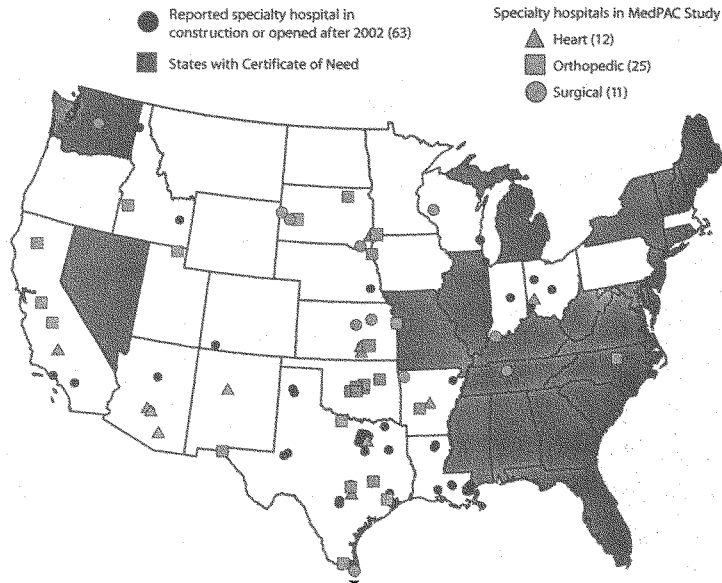 Reported specialty hospital in
construction or opened after 2002 (63)
States with Certificate of Need
Specialty hospitals in MedPAC Study
Heart (12)
Orthopedic (25)
Surgical (11)